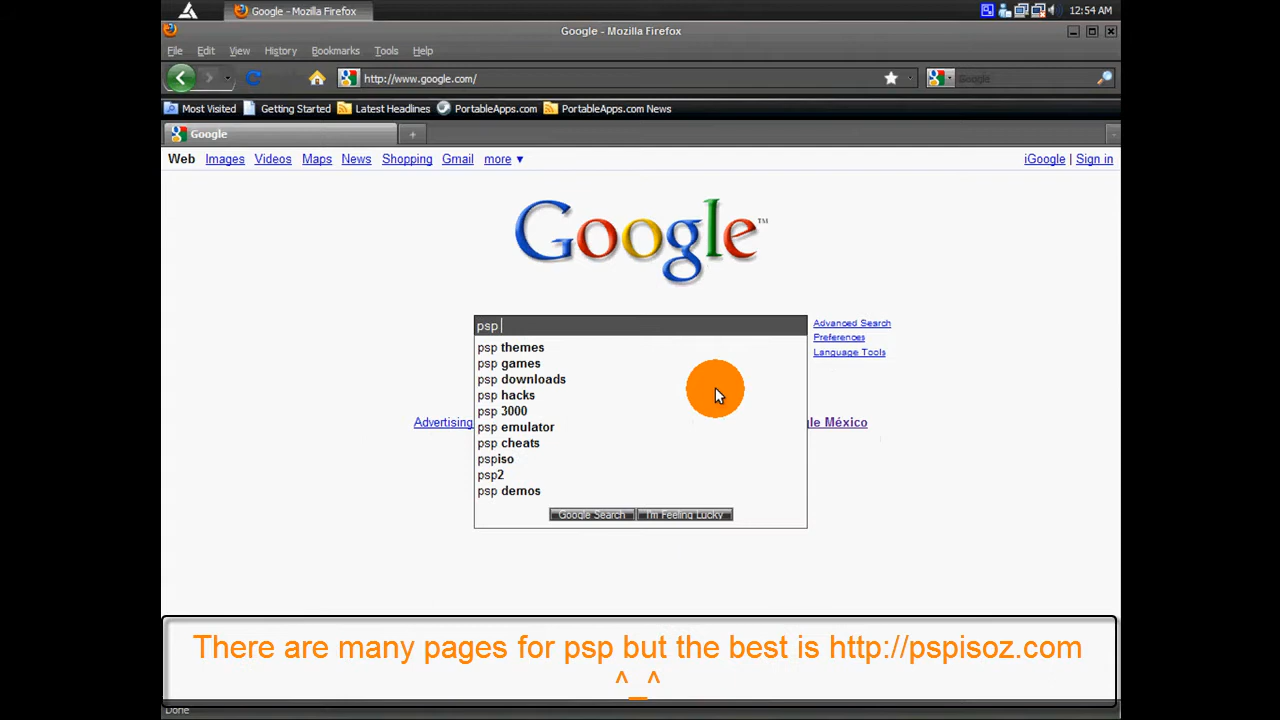 Google - Mozilla Firefox
12:54 AM
Google - Mozilla Firefox
File Edit View History Bookmarks Tools Help
http://www.google.com/
Google
Most Visited Getting Started Latest Headlines PortableApps.com PortableApps.com News
Google
Web Images Videos Maps News Shopping Gmail more ▼
iGoogle | Sign in
Google™
psp
Advanced Search
Preferences
Language Tools
psp themes
psp games
psp downloads
psp hacks
psp 3000
psp emulator
psp cheats
pspiso
psp2
psp demos
Advertising
le México
Google Search I'm Feeling Lucky
There are many pages for psp but the best is http://pspisoz.com
^_^
Done